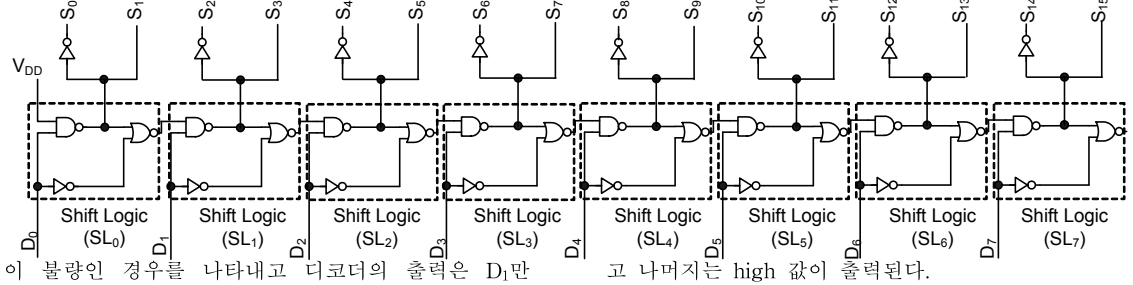 S₀ S₁ S₂ S₃ S₄ S₅ S₆ S₇ S₈ S₉ S₁₀ S₁₁ S₁₂ S₁₃ S₁₄ S₁₅
V_DD
Shift Logic Shift Logic Shift Logic Shift Logic Shift Logic Shift Logic Shift Logic Shift Logic
(SL₀) (SL₁) (SL₂) (SL₃) (SL₄) (SL₅) (SL₆) (SL₇)
D₀ D₁ D₂ D₃ D₄ D₅ D₆ D₇
이 불량인 경우를 나타내고 디코더의 출력은 D₁만 고 나머지는 high 값이 출력된다.